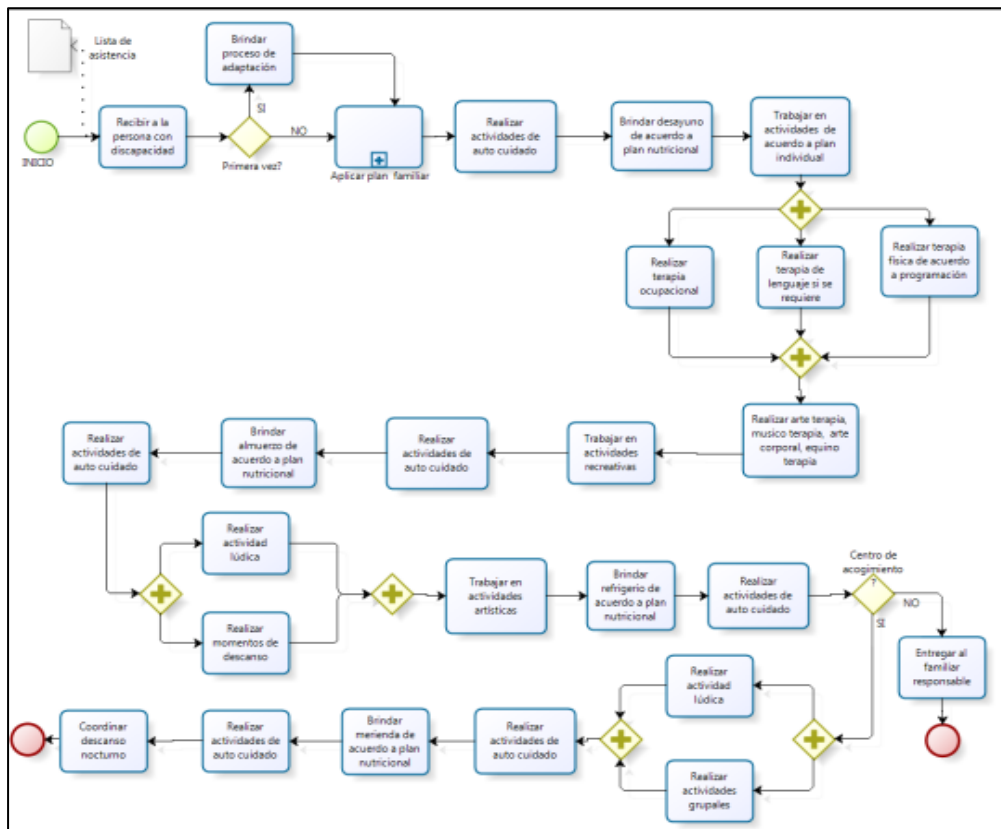 Lista de
asistencia
INICIO
Recibir a la
persona con
discapacidad
Primera vez?
SI
NO
Brindar
proceso de
adaptación
Aplicar plan familiar
Realizar
actividades de
auto cuidado
Brindar desayuno de
acuerdo a
plan nutricional
Trabajar en
actividades de
acuerdo a plan
individual
Realizar
terapia
ocupacional
Realizar
terapia de
lenguaje si se
requiere
Realizar terapia
física de acuerdo
a programación
Realizar arte terapia,
musico terapia, arte
corporal, equino
terapia
Trabajar en
actividades
recreativas
Realizar
actividades de
auto cuidado
Brindar
almuerzo de
acuerdo a plan
nutricional
Realizar
actividades de
auto cuidado
Realizar
actividad
lúdica
Realizar
momentos de
descanso
Trabajar en
actividades
artísticas
Brindar
refrigerio de
acuerdo a plan
nutricional
Realizar
actividades de
auto cuidado
Centro de
acogimiento
?
NO
SI
Entregar al
familiar
responsable
Realizar
actividad
lúdica
Realizar
actividades
grupales
Realizar
actividades de
auto cuidado
Brindar
merienda de
acuerdo a plan
nutricional
Realizar
actividades de
auto cuidado
Coordinar
descanso
nocturno